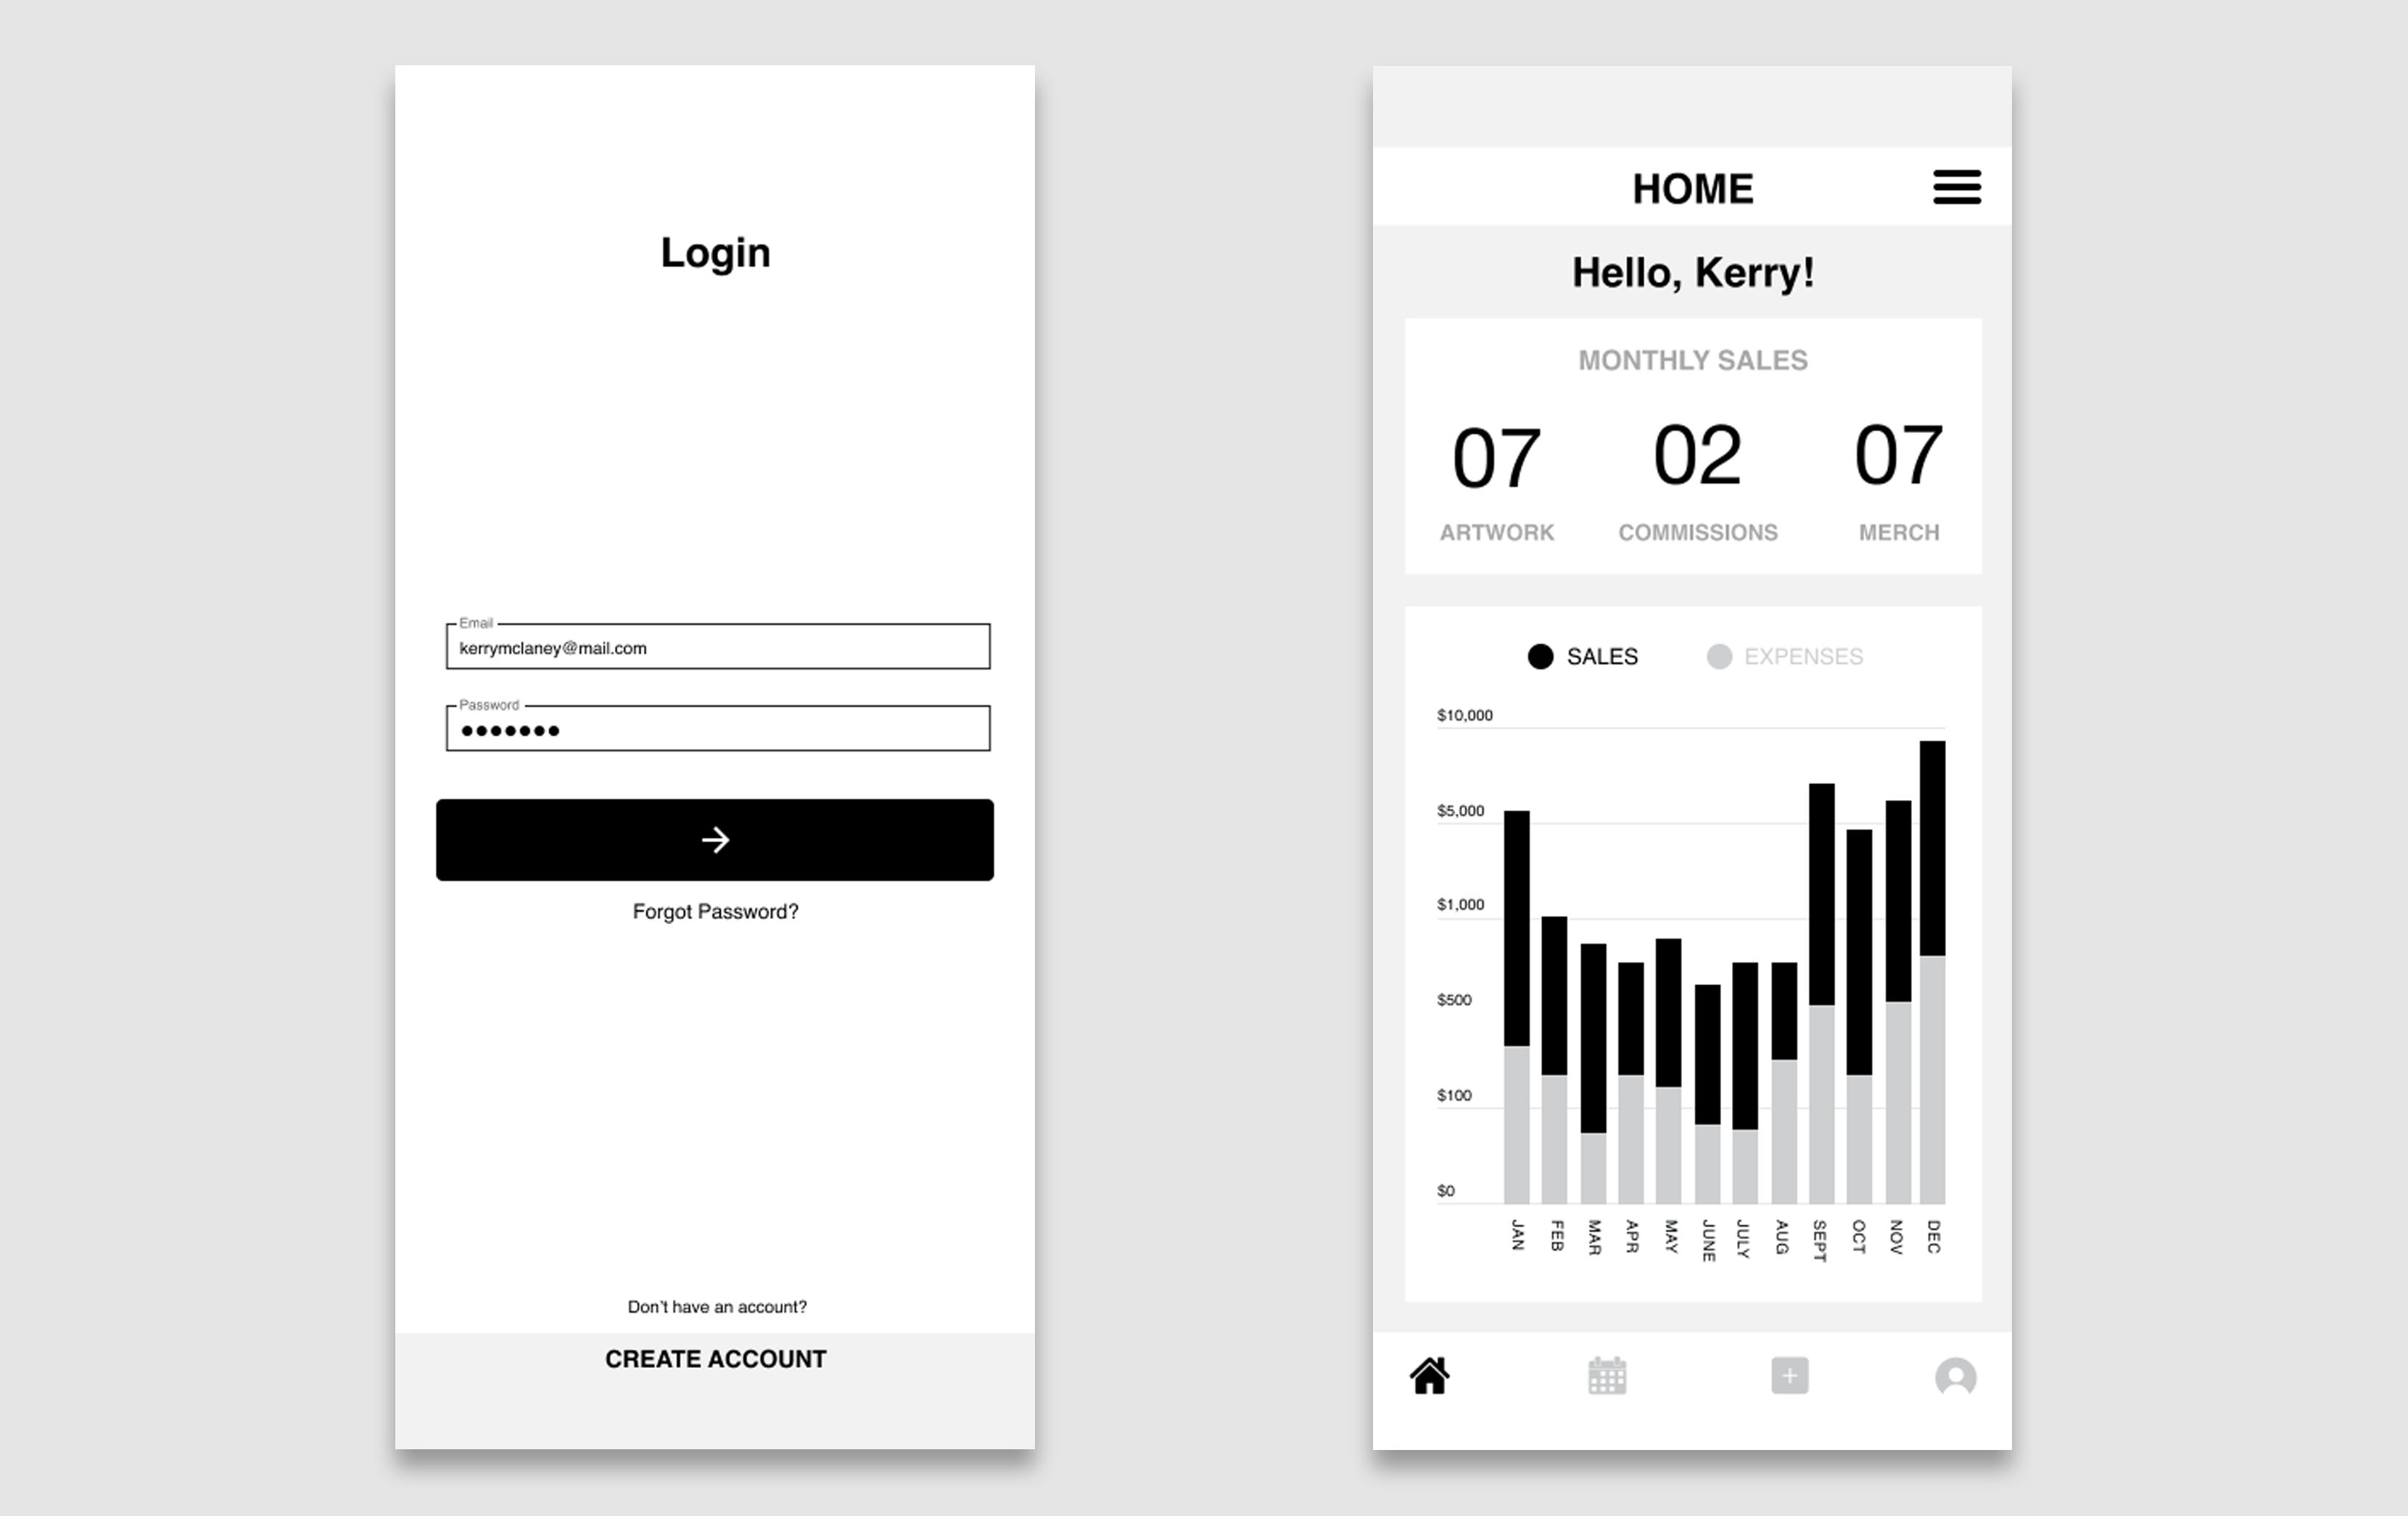 Login
Email
kerrymclaney@mail.com
Password
Forgot Password?
Don't have an account?
CREATE ACCOUNT
HOME
Hello, Kerry!
MONTHLY SALES
07 02 07
ARTWORK COMMISSIONS MERCH
SALES EXPENSES
$10,000
$5,000
$1,000
$500
$100
$0
JAN FEB MAR APR MAY JUNE JULY AUG SEPT OCT NOV DEC